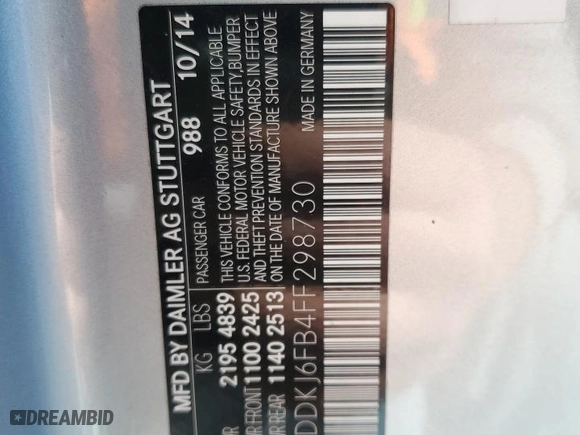 MFD BY DAIMLER AG STUTTGART
988 10/14
KG LBS PASSENGER CAR
2195 4839
FRONT 1100 2425
REAR 1140 2513
THIS VEHICLE CONFORMS TO ALL APPLICABLE
U.S. FEDERAL MOTOR VEHICLE SAFETY, BUMPER
AND THEFT PREVENTION STANDARDS IN EFFECT
ON THE DATE OF MANUFACTURE SHOWN ABOVE
DDKJ6FB4FF298730
MADE IN GERMANY
DREAMBID